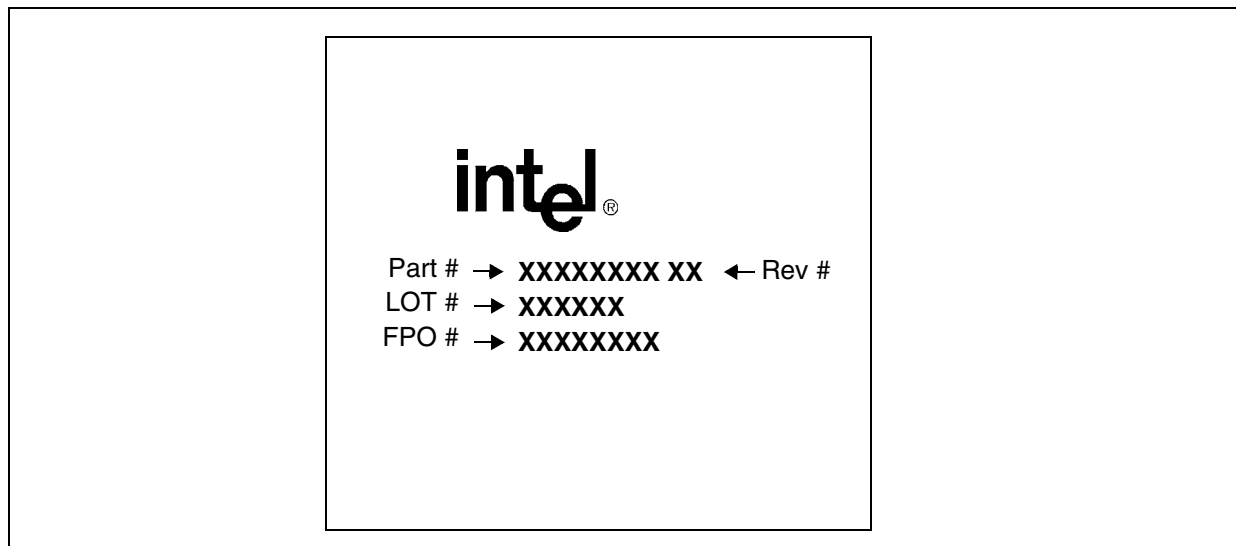 intel®
Part # → XXXXXXXX XX ← Rev #
LOT # → XXXXXX
FPO # → XXXXXXXX